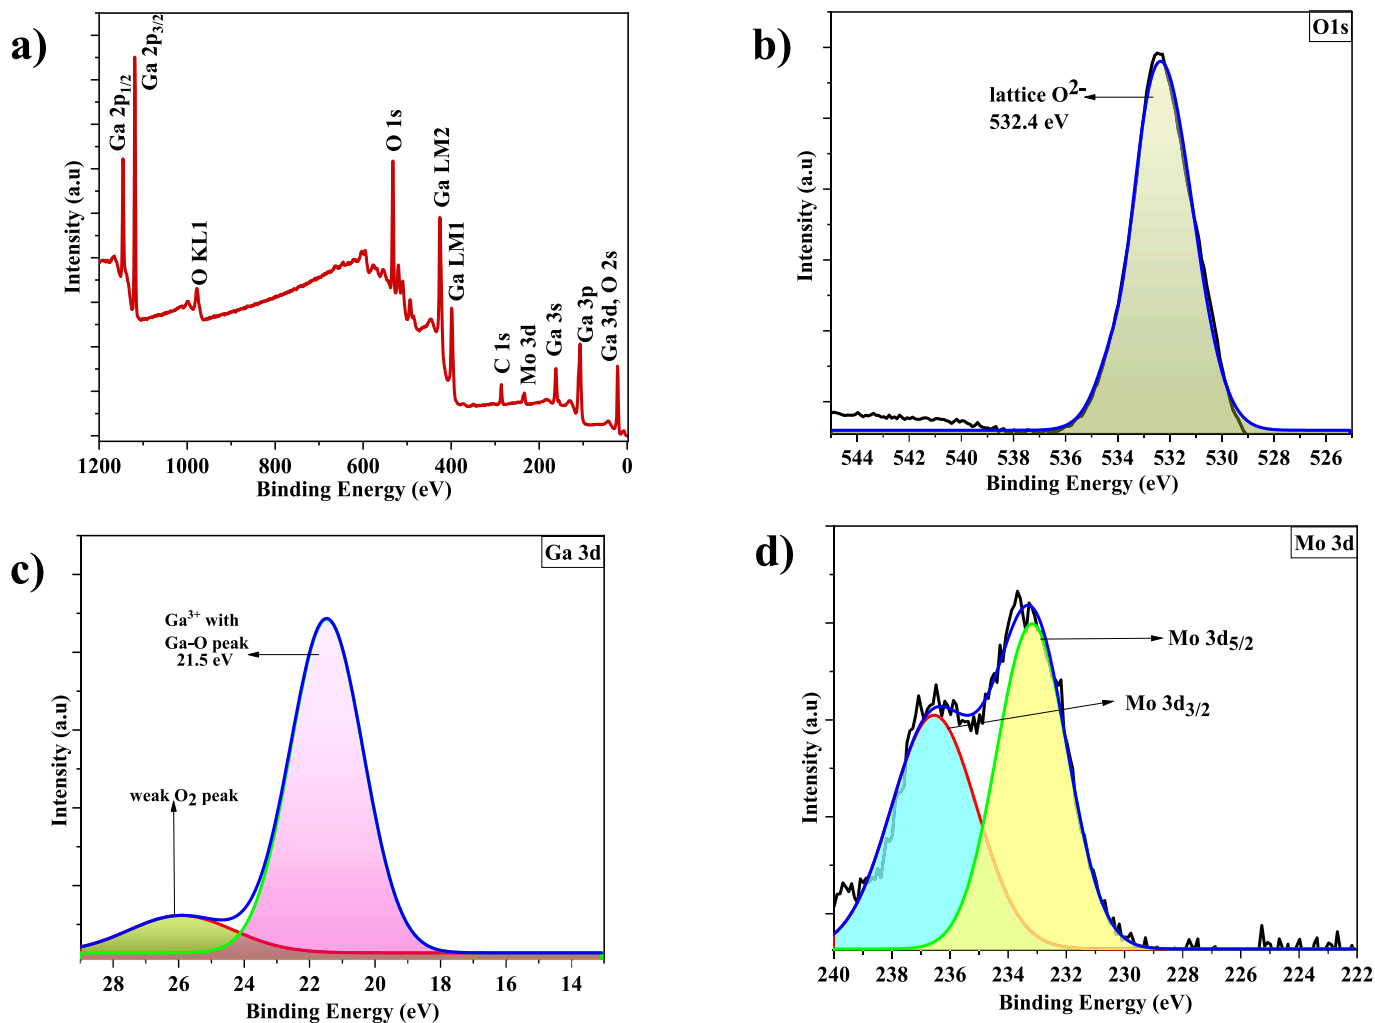 a)
Ga 2p1/2
Ga 2p3/2
O KL1
O 1s
Ga LM2
Ga LM1
C 1s
Mo 3d
Ga 3s
Ga 3p
Ga 3d, O 2s
Intensity (a.u)
1200 1000 800 600 400 200 0
Binding Energy (eV)
b)
O1s
lattice O2-
532.4 eV
Intensity (a.u)
544 542 540 538 536 534 532 530 528 526
Binding Energy (eV)
c)
Ga 3d
Ga3+ with
Ga-O peak
21.5 eV
weak O2 peak
Intensity (a.u)
28 26 24 22 20 18 16 14
Binding Energy (eV)
d)
Mo 3d
Mo 3d5/2
Mo 3d3/2
Intensity (a.u)
240 237 235 233 232 230 228 226 224 222
Binding Energy (eV)